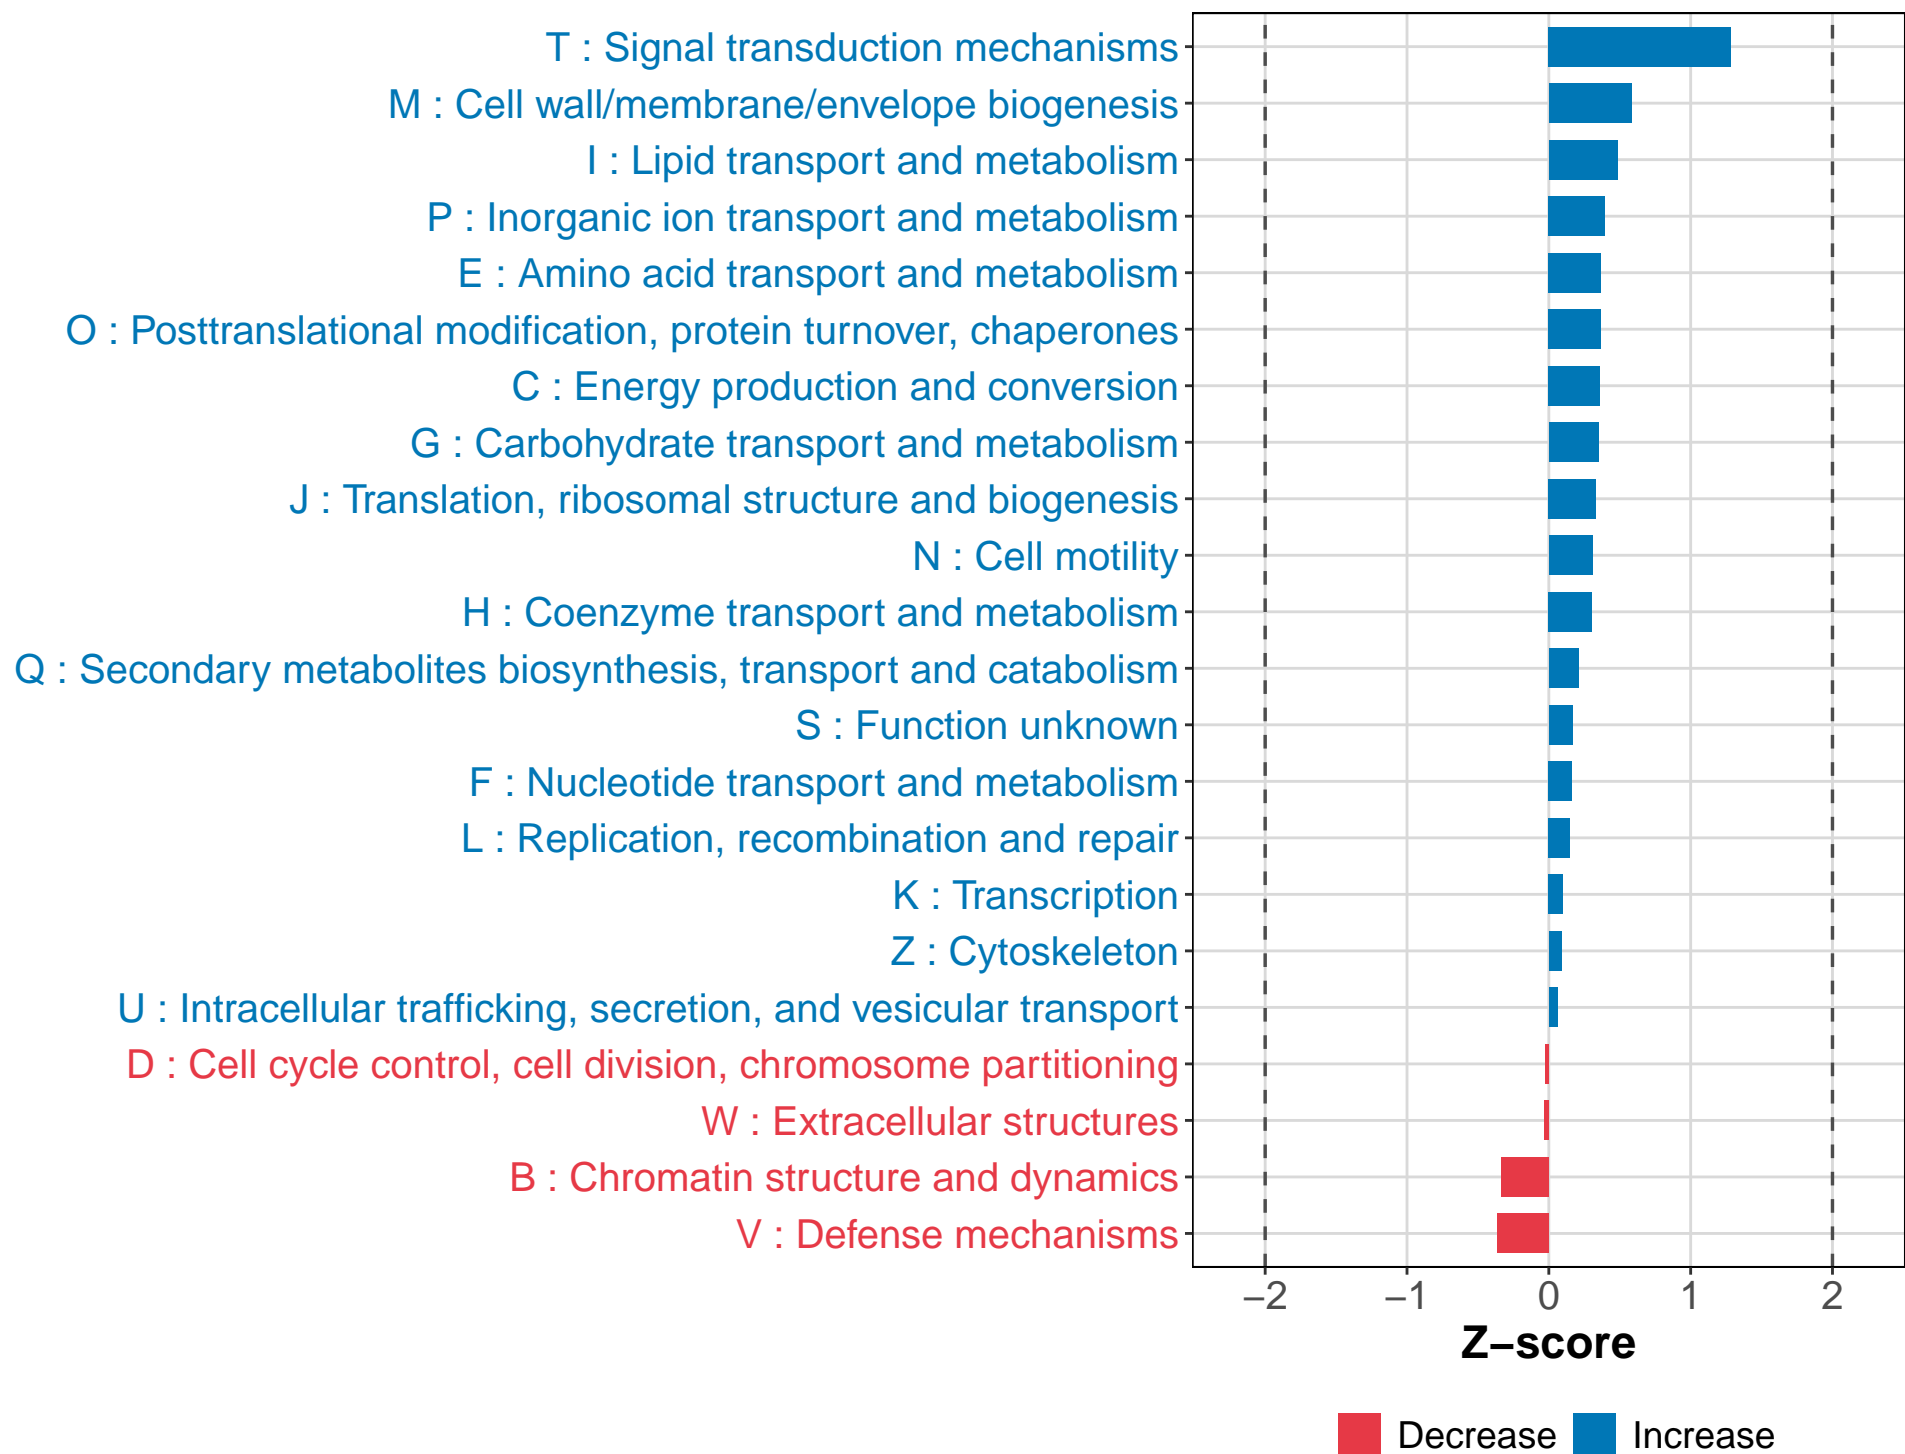 T : Signal transduction mechanisms
M : Cell wall/membrane/envelope biogenesis
I : Lipid transport and metabolism
P : Inorganic ion transport and metabolism
E : Amino acid transport and metabolism
O : Posttranslational modification, protein turnover, chaperones
C : Energy production and conversion
G : Carbohydrate transport and metabolism
J : Translation, ribosomal structure and biogenesis
N : Cell motility
H : Coenzyme transport and metabolism
Q : Secondary metabolites biosynthesis, transport and catabolism
S : Function unknown
F : Nucleotide transport and metabolism
L : Replication, recombination and repair
K : Transcription
Z : Cytoskeleton
U : Intracellular trafficking, secretion, and vesicular transport
D : Cell cycle control, cell division, chromosome partitioning
W : Extracellular structures
B : Chromatin structure and dynamics
V : Defense mechanisms
−2 −1 0 1 2
Z−score
Decrease Increase